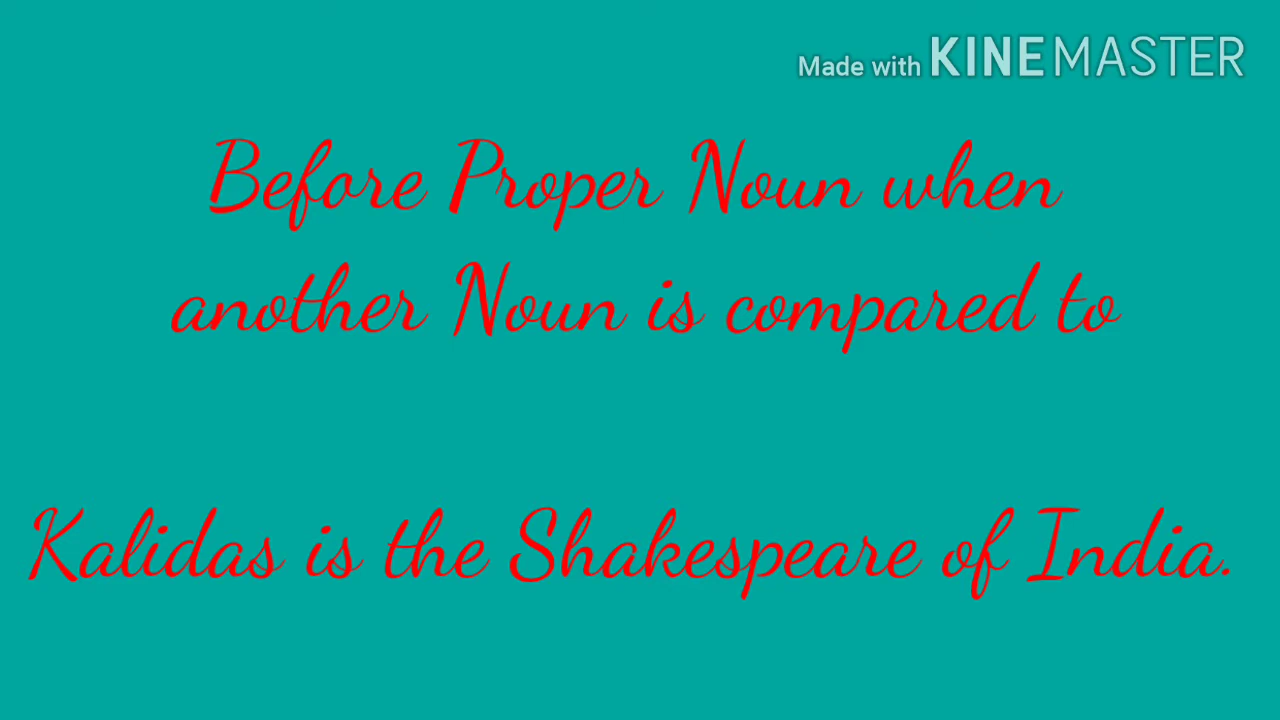 Made with KINEMASTER
Before Proper Noun when
another Noun is compared to
Kalidas is the Shakespeare of India.